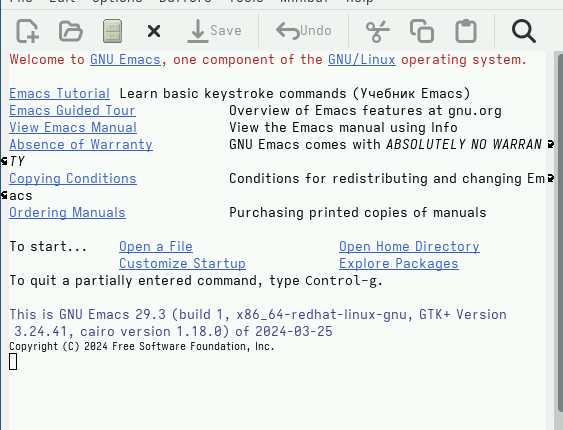 Save Undo
Welcome to GNU Emacs, one component of the GNU/Linux operating system.
Emacs Tutorial Learn basic keystroke commands (Учебник Emacs)
Emacs Guided Tour Overview of Emacs features at gnu.org
View Emacs Manual View the Emacs manual using Info
Absence of Warranty GNU Emacs comes with ABSOLUTELY NO WARRAN
TY
Copying Conditions Conditions for redistributing and changing Em
acs
Ordering Manuals Purchasing printed copies of manuals
To start... Open a File Open Home Directory
Customize Startup Explore Packages
To quit a partially entered command, type Control-g.
This is GNU Emacs 29.3 (build 1, x86_64-redhat-linux-gnu, GTK+ Version
3.24.41, cairo version 1.18.0) of 2024-03-25
Copyright (C) 2024 Free Software Foundation, Inc.